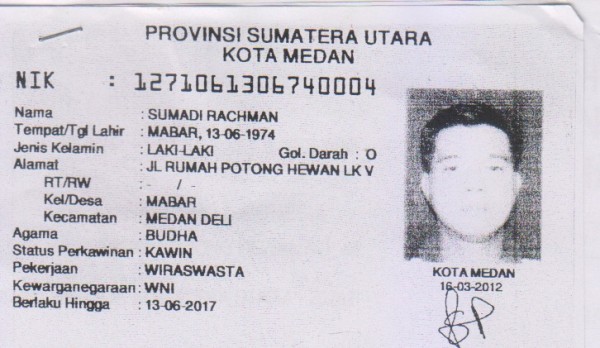 PROVINSI SUMATERA UTARA
KOTA MEDAN
NIK : 1271061306740004
Nama : SUMADI RACHMAN
Tempat/Tgl Lahir : MABAR, 13-06-1974
Jenis Kelamin : LAKI-LAKI Gol. Darah : O
Alamat : JL RUMAH POTONG HEWAN LK V
RT/RW : - / -
Kel/Desa : MABAR
Kecamatan : MEDAN DELI
Agama : BUDHA
Status Perkawinan : KAWIN
Pekerjaan : WIRASWASTA
Kewarganegaraan : WNI
Berlaku Hingga : 13-06-2017
KOTA MEDAN
16-03-2012